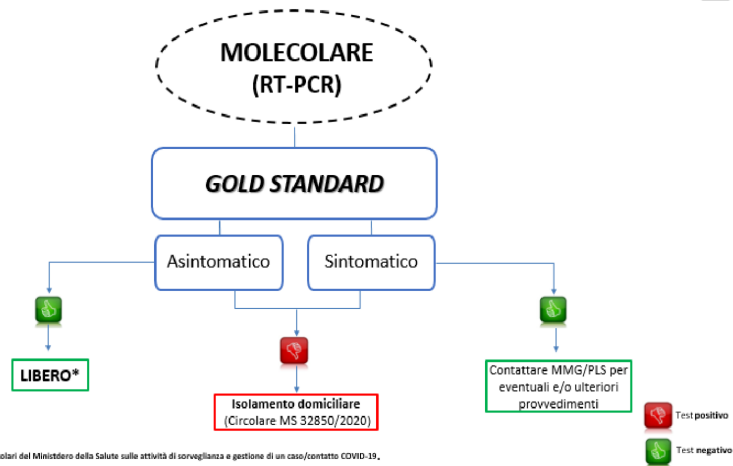 MOLECOLARE
(RT-PCR)
GOLD STANDARD
Asintomatico
Sintomatico
LIBERO*
Isolamento domiciliare
(Circolare MS 32850/2020)
Contattare MMG/PLS per
eventuali e/o ulteriori
provvedimenti
Test positivo
Test negativo
olari del Ministdero della Salute sulle attività di sorveglianza e gestione di un caso/contatto COVID-19.